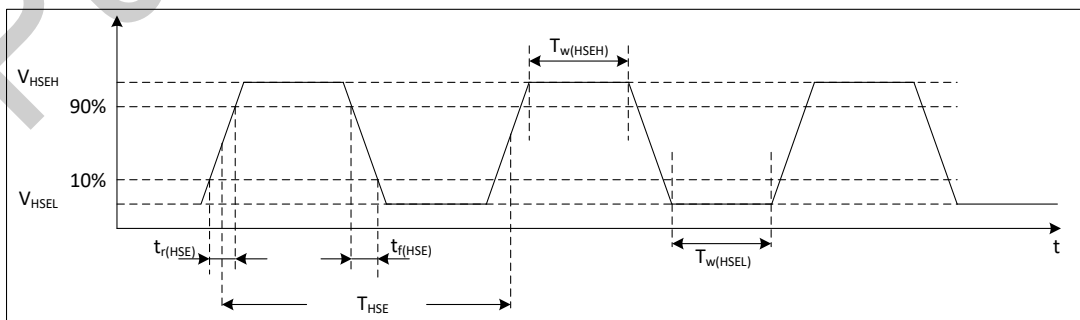 T_w(HSEH)
V_HSEH
90%
10%
V_HSEL
t_r(HSE)
t_f(HSE)
T_w(HSEL)
t
T_HSE